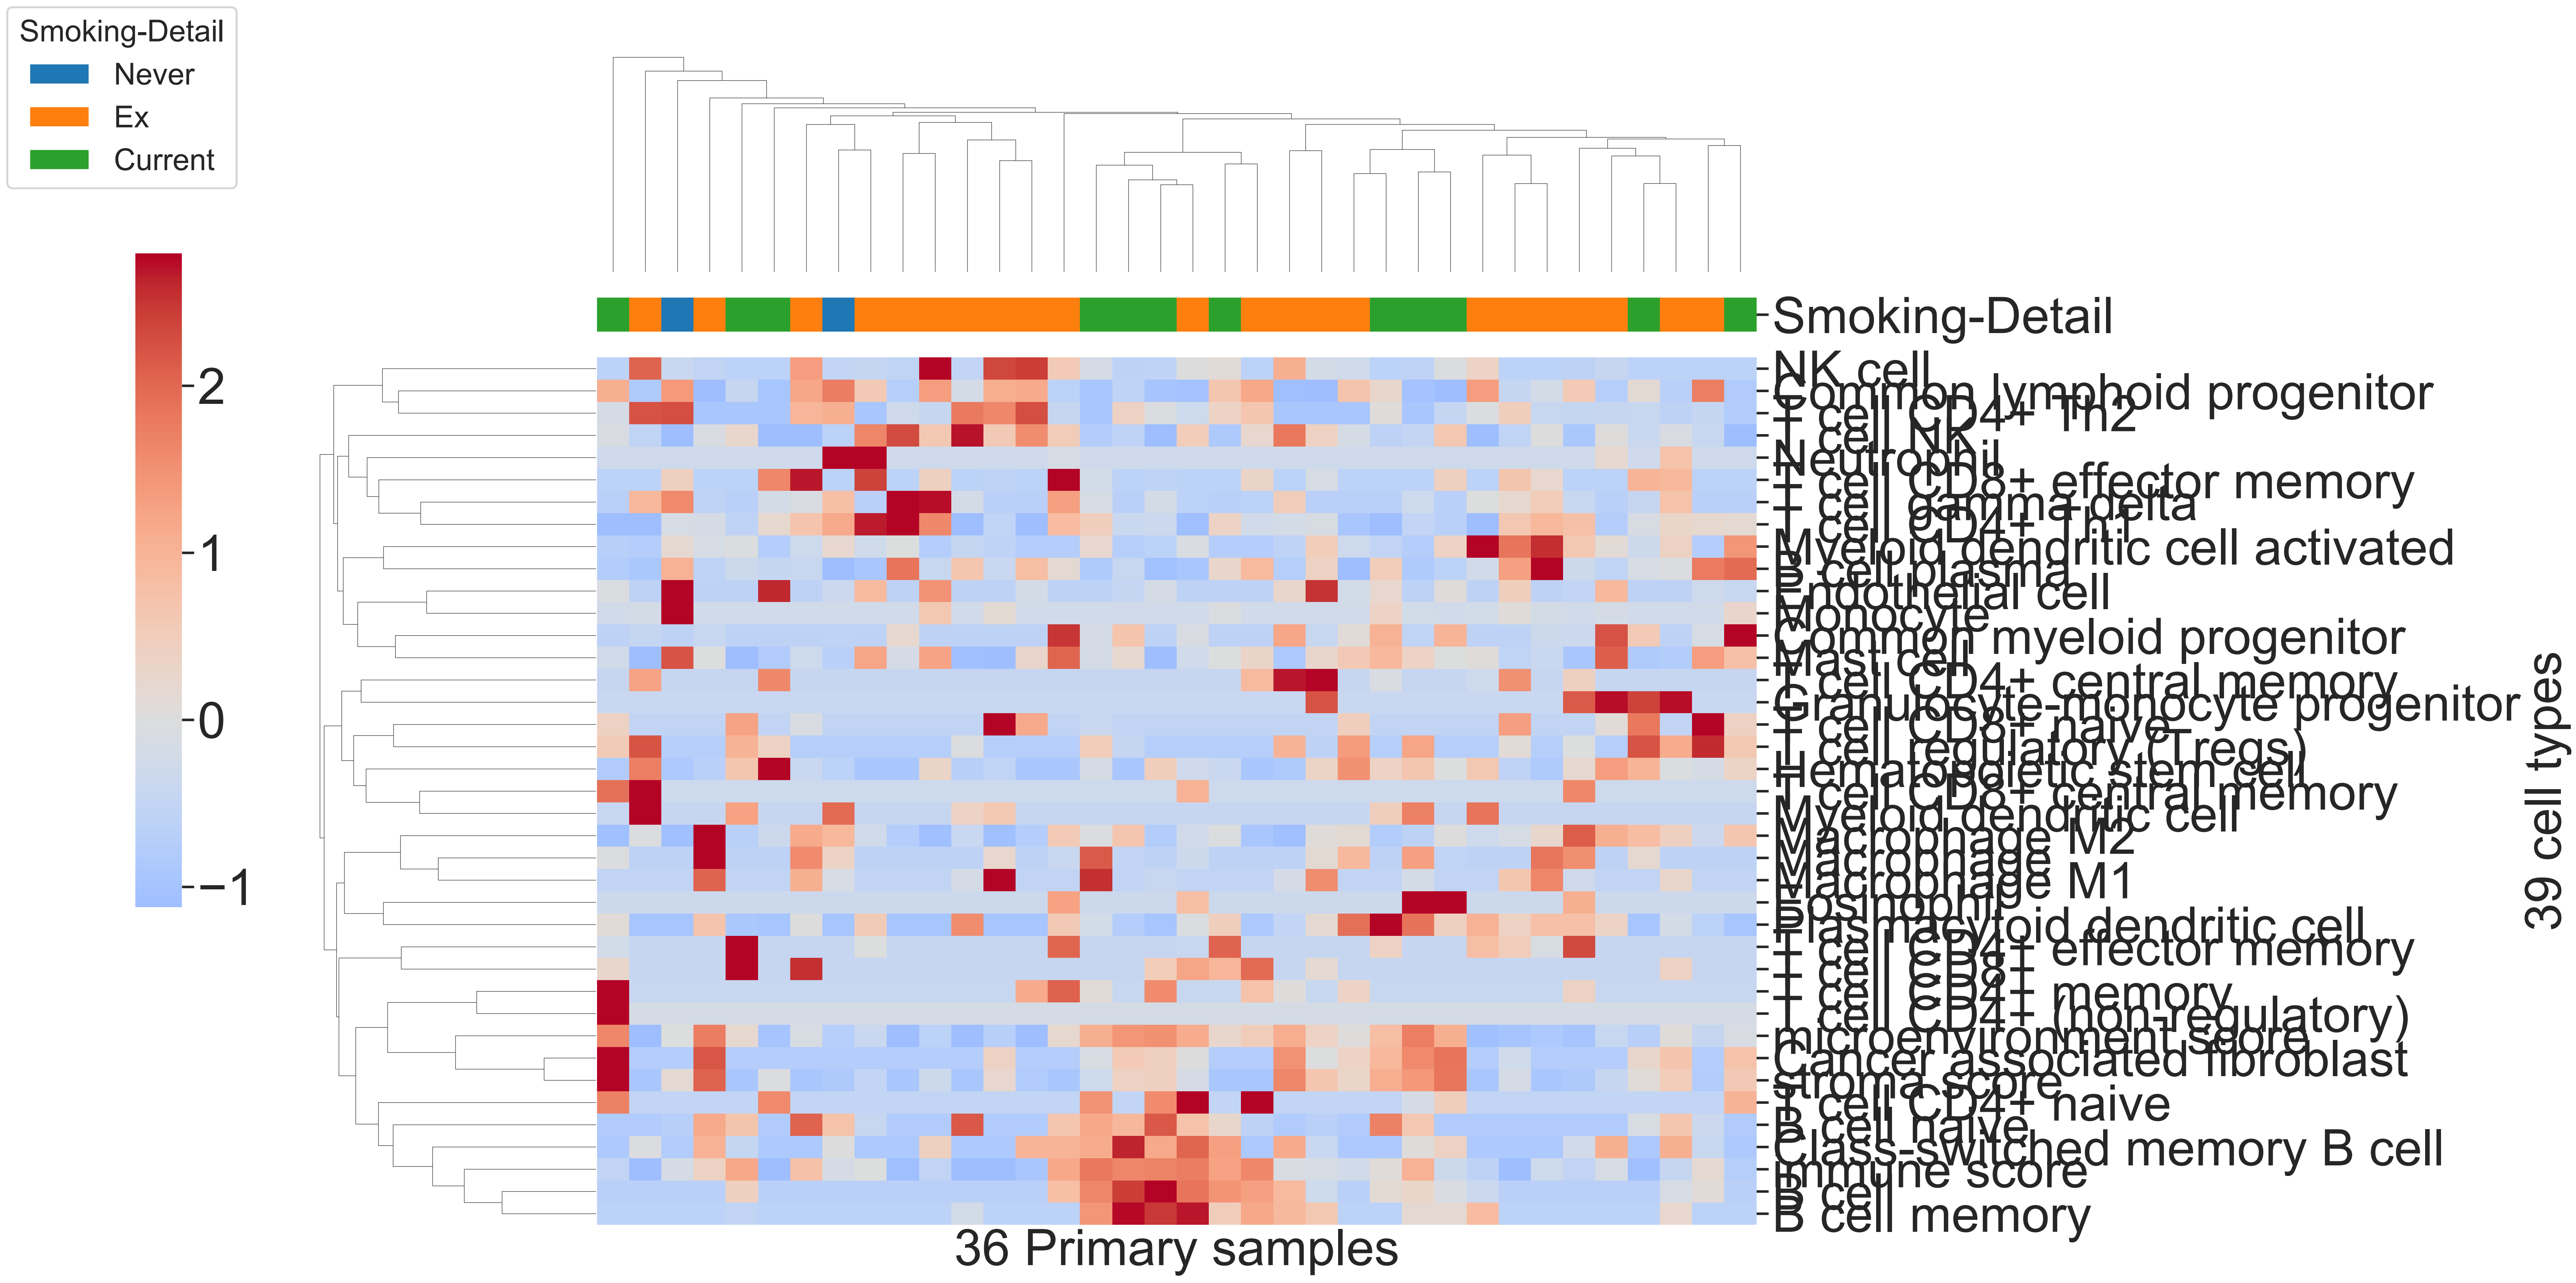 Smoking-Detail
Never
Ex
Current
2
1
0
−1
Smoking-Detail
NK cell
Common lymphoid progenitor
T cell CD4+ Th2
T cell NK
Neutrophil
T cell CD8+ effector memory
T cell gamma delta
T cell CD4+ Th1
Myeloid dendritic cell activated
B cell plasma
Endothelial cell
Monocyte
Common myeloid progenitor
Mast cell
T cell CD4+ central memory
Granulocyte-monocyte progenitor
T cell CD8+ naive
T cell regulatory (Tregs)
Hematopoietic stem cell
T cell CD8+ central memory
Myeloid dendritic cell
Macrophage M2
Macrophage
Macrophage M1
Eosinophil
Plasmacytoid dendritic cell
T cell CD4+ effector memory
T cell CD8+
T cell CD4+ memory
T cell CD4+ (non-regulatory)
microenvironment score
Cancer associated fibroblast
stroma score
T cell CD4+ naive
B cell naive
Class-switched memory B cell
immune score
B cell
B cell memory
39 cell types
36 Primary samples